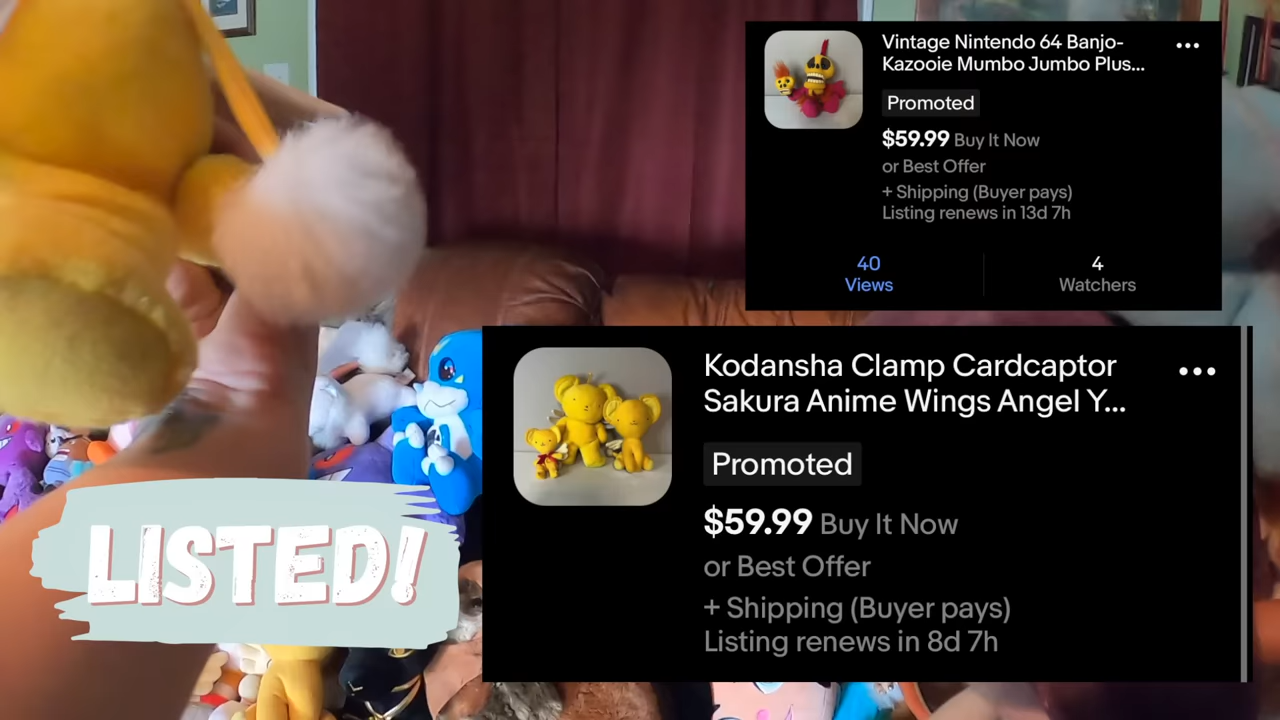 Vintage Nintendo 64 Banjo-
Kazooie Mumbo Jumbo Plus...
Promoted
$59.99 Buy It Now
or Best Offer
+ Shipping (Buyer pays)
Listing renews in 13d 7h
40
Views
4
Watchers
Kodansha Clamp Cardcaptor
Sakura Anime Wings Angel Y...
Promoted
$59.99 Buy It Now
or Best Offer
+ Shipping (Buyer pays)
Listing renews in 8d 7h
LISTED!